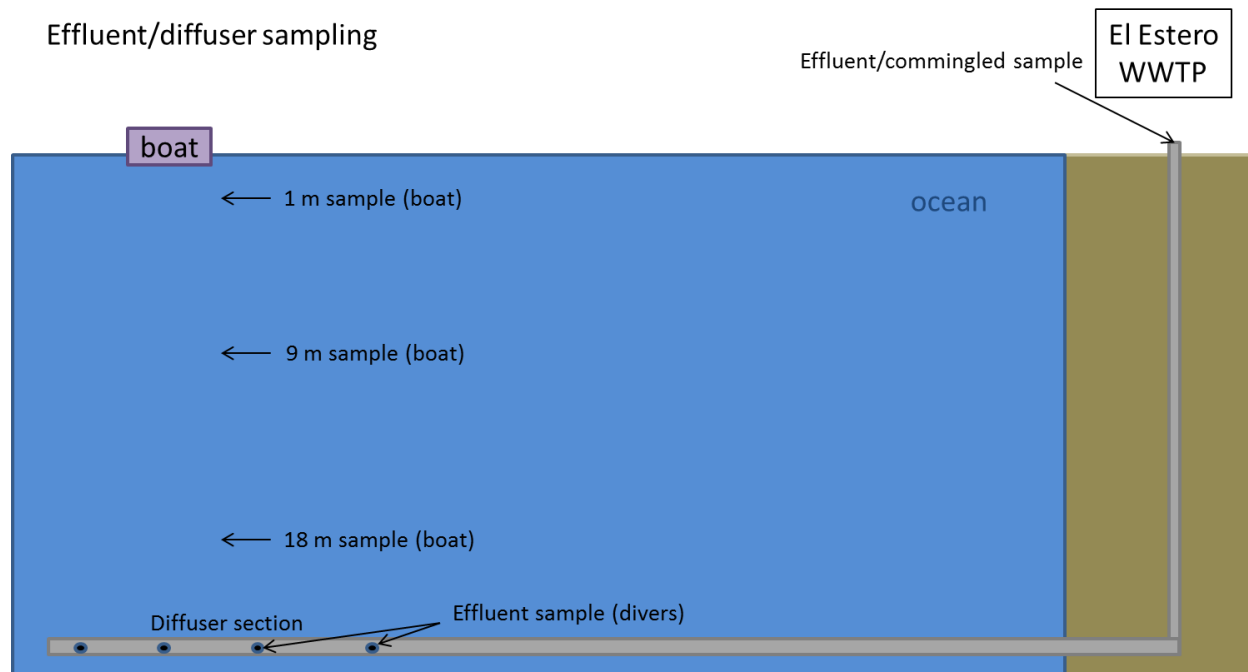 Effluent/diffuser sampling
El Estero
WWTP
Effluent/commingled sample
boat
1 m sample (boat)
ocean
9 m sample (boat)
18 m sample (boat)
Effluent sample (divers)
Diffuser section